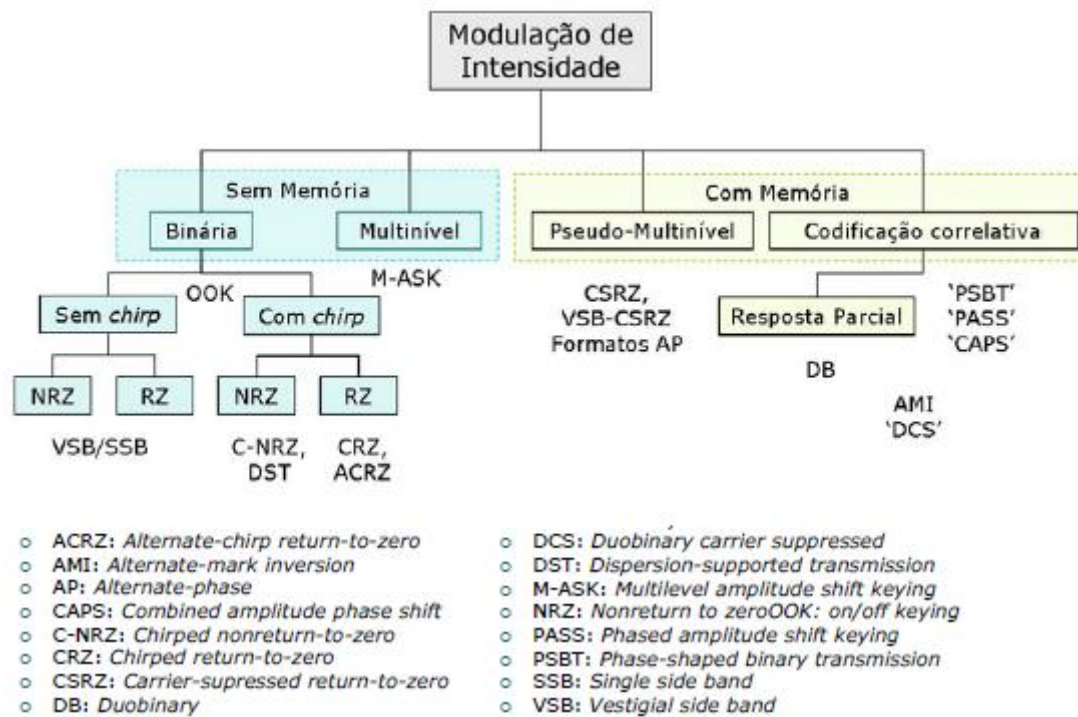 Modulação de
Intensidade
Sem Memória
Com Memória
Binária
Multinível
Pseudo-Multinível
Codificação correlativa
OOK
M-ASK
Sem chirp
Com chirp
CSRZ,
VSB-CSRZ
Formatos AP
Resposta Parcial
'PSBT'
'PASS'
'CAPS'
DB
NRZ
RZ
NRZ
RZ
AMI
'DCS'
VSB/SSB
C-NRZ,
DST
CRZ,
ACRZ
o ACRZ: Alternate-chirp return-to-zero
o AMI: Alternate-mark inversion
o AP: Alternate-phase
o CAPS: Combined amplitude phase shift
o C-NRZ: Chirped nonreturn-to-zero
o CRZ: Chirped return-to-zero
o CSRZ: Carrier-supressed return-to-zero
o DB: Duobinary
o DCS: Duobinary carrier suppressed
o DST: Dispersion-supported transmission
o M-ASK: Multilevel amplitude shift keying
o NRZ: Nonreturn to zeroOOK: on/off keying
o PASS: Phased amplitude shift keying
o PSBT: Phase-shaped binary transmission
o SSB: Single side band
o VSB: Vestigial side band